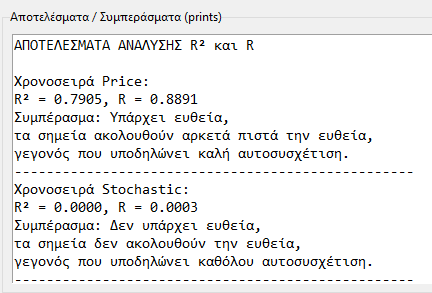 Αποτελέσματα / Συμπεράσματα (prints)
ΑΠΟΤΕΛΕΣΜΑΤΑ ΑΝΑΛΥΣΗΣ R² και R
Χρονοσειρά Price:
R² = 0.7905, R = 0.8891
Συμπέρασμα: Υπάρχει ευθεία,
τα σημεία ακολουθούν αρκετά πιστά την ευθεία,
γεγονός που υποδηλώνει καλή αυτοσυσχέτιση.
--------------------------------------------------
Χρονοσειρά Stochastic:
R² = 0.0000, R = 0.0003
Συμπέρασμα: Δεν υπάρχει ευθεία,
τα σημεία δεν ακολουθούν την ευθεία,
γεγονός που υποδηλώνει καθόλου αυτοσυσχέτιση.
--------------------------------------------------